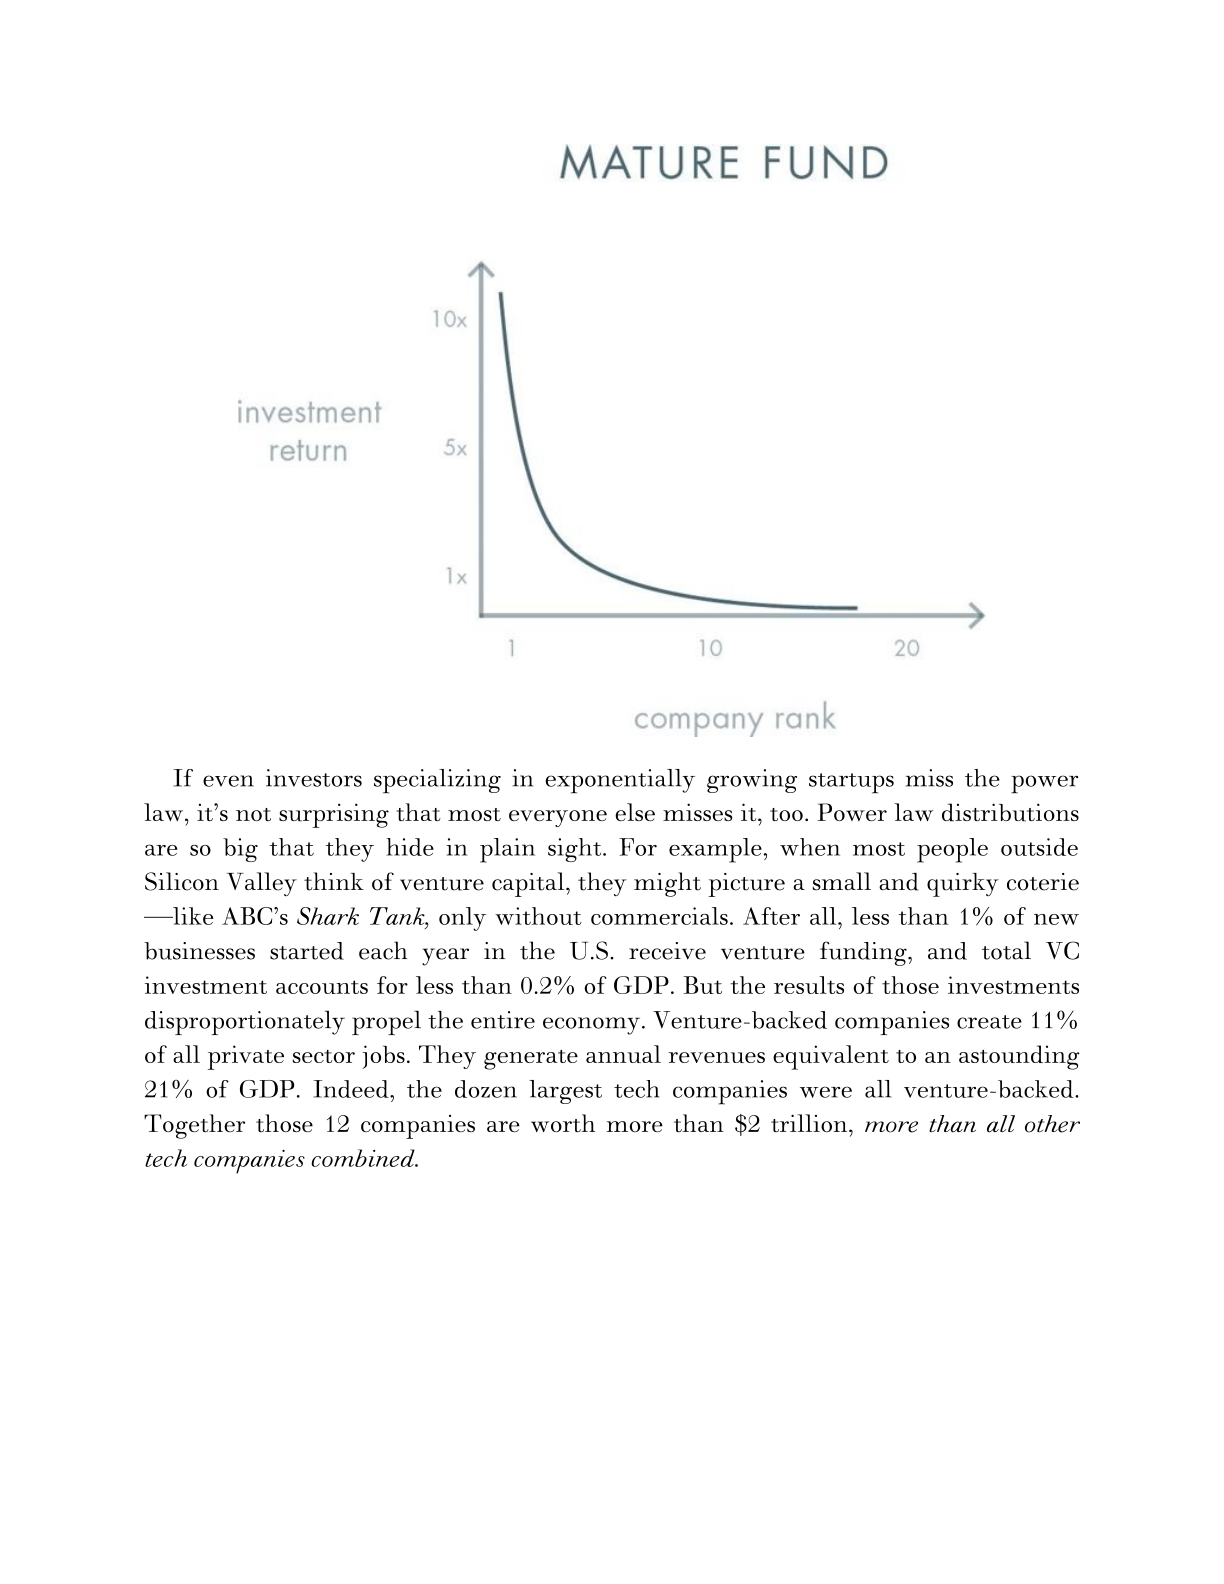 MATURE FUND
10x
investment
return
5x
1x
1 10 20
company rank
If even investors specializing in exponentially growing startups miss the power
law, it’s not surprising that most everyone else misses it, too. Power law distributions
are so big that they hide in plain sight. For example, when most people outside
Silicon Valley think of venture capital, they might picture a small and quirky coterie
—like ABC’s Shark Tank, only without commercials. After all, less than 1% of new
businesses started each year in the U.S. receive venture funding, and total VC
investment accounts for less than 0.2% of GDP. But the results of those investments
disproportionately propel the entire economy. Venture-backed companies create 11%
of all private sector jobs. They generate annual revenues equivalent to an astounding
21% of GDP. Indeed, the dozen largest tech companies were all venture-backed.
Together those 12 companies are worth more than $2 trillion, more than all other
tech companies combined.